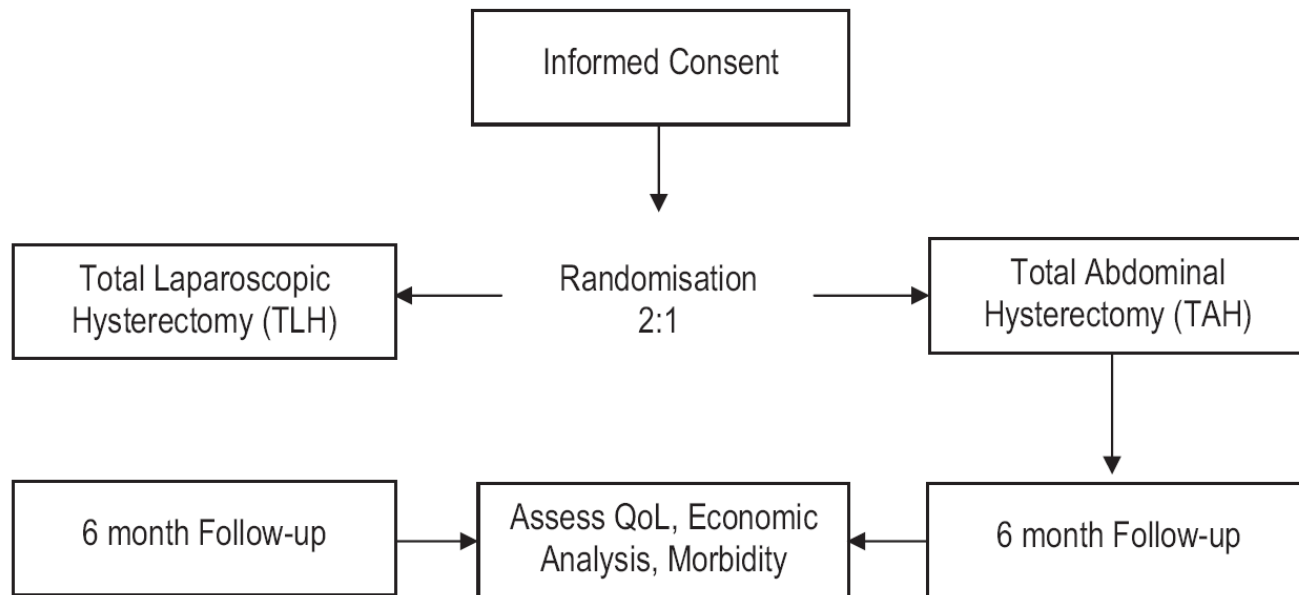 Informed Consent
Total Laparoscopic
Hysterectomy (TLH)
Randomisation
2:1
Total Abdominal
Hysterectomy (TAH)
6 month Follow-up
Assess QoL, Economic
Analysis, Morbidity
6 month Follow-up